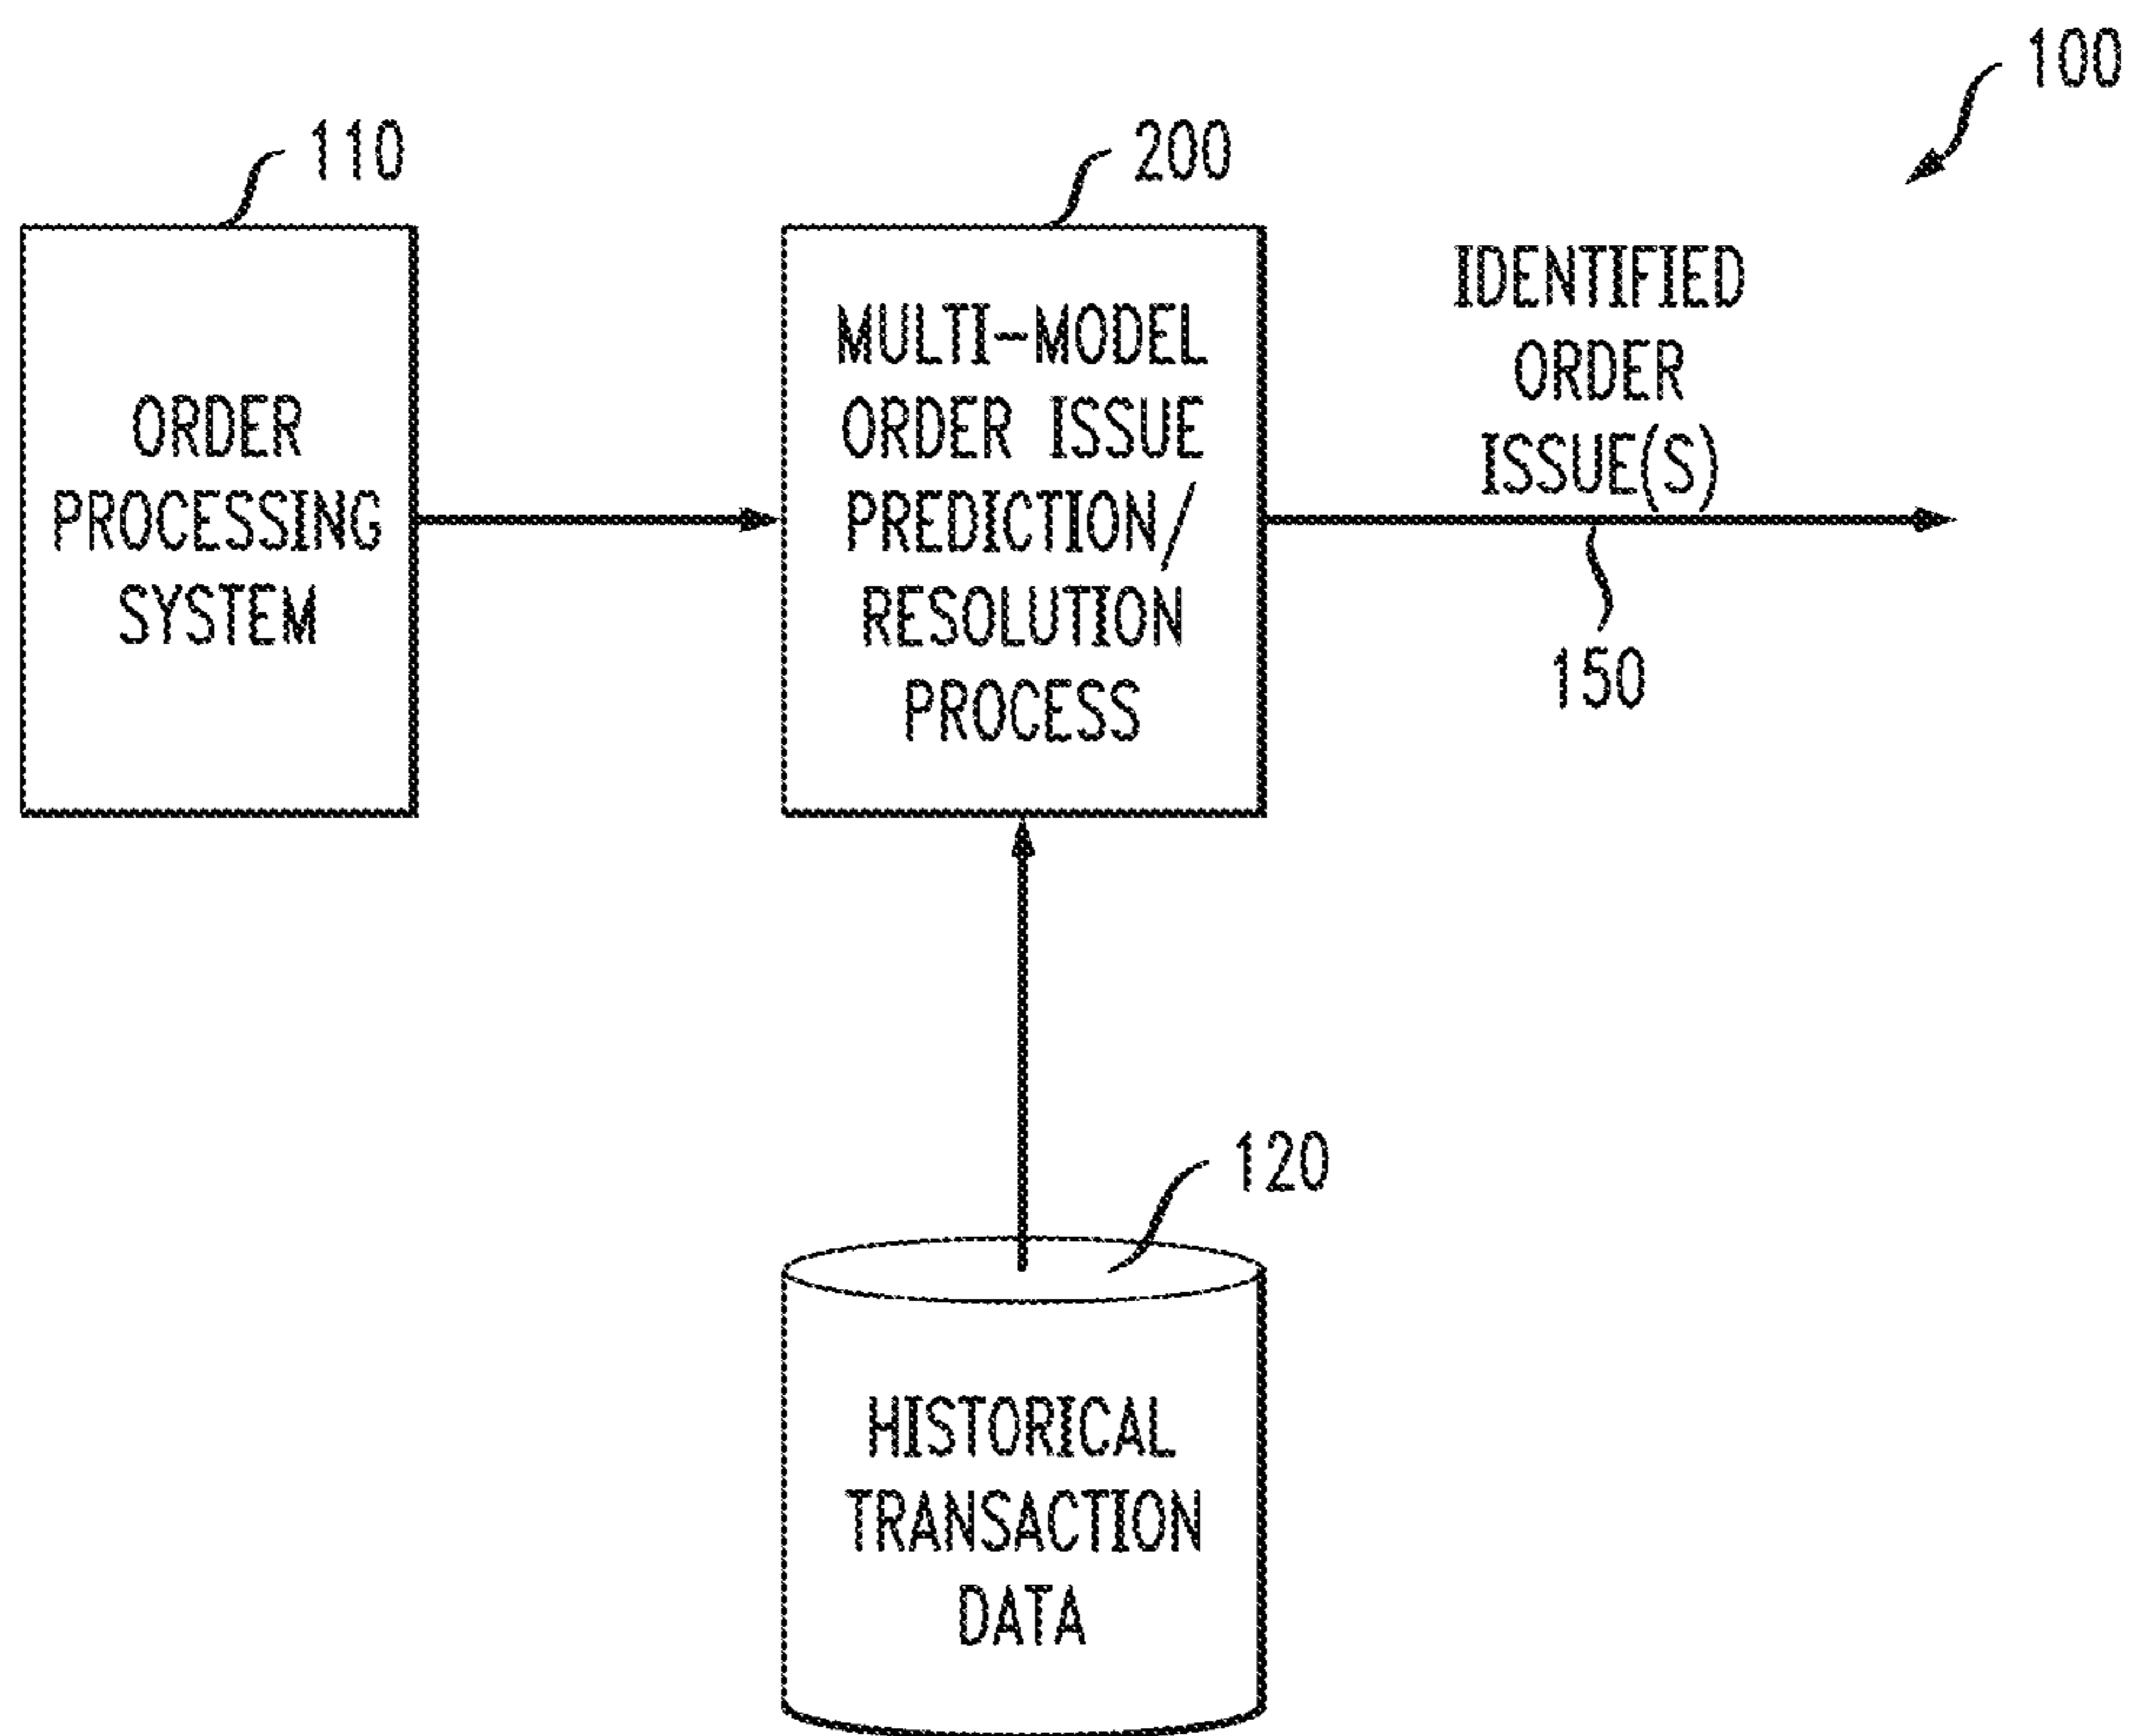 100
110
200
ORDER
PROCESSING
SYSTEM
MULTI-MODEL
ORDER ISSUE
PREDICTION/
RESOLUTION
PROCESS
IDENTIFIED
ORDER
ISSUE(S)
150
120
HISTORICAL
TRANSACTION
DATA